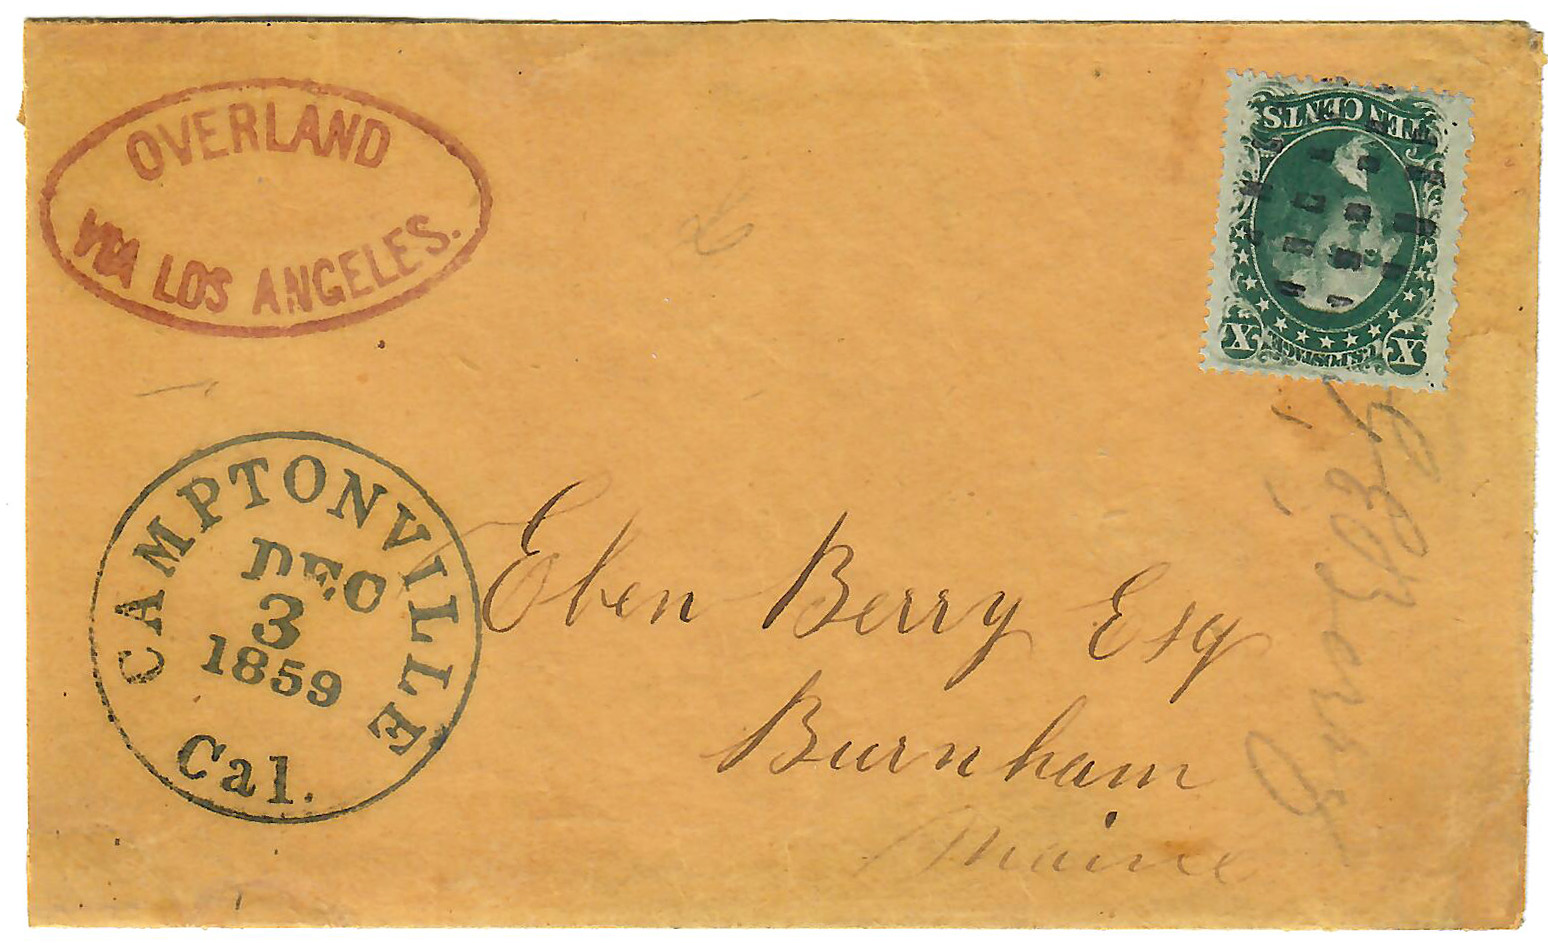 OVERLAND
VIA LOS ANGELES.
TEN CENTS.
U.S. POSTAGE
X X
CAMPTONVILLE
DEC
3
1859
Cal.
Eben Berry Esq
Burnham
Maine